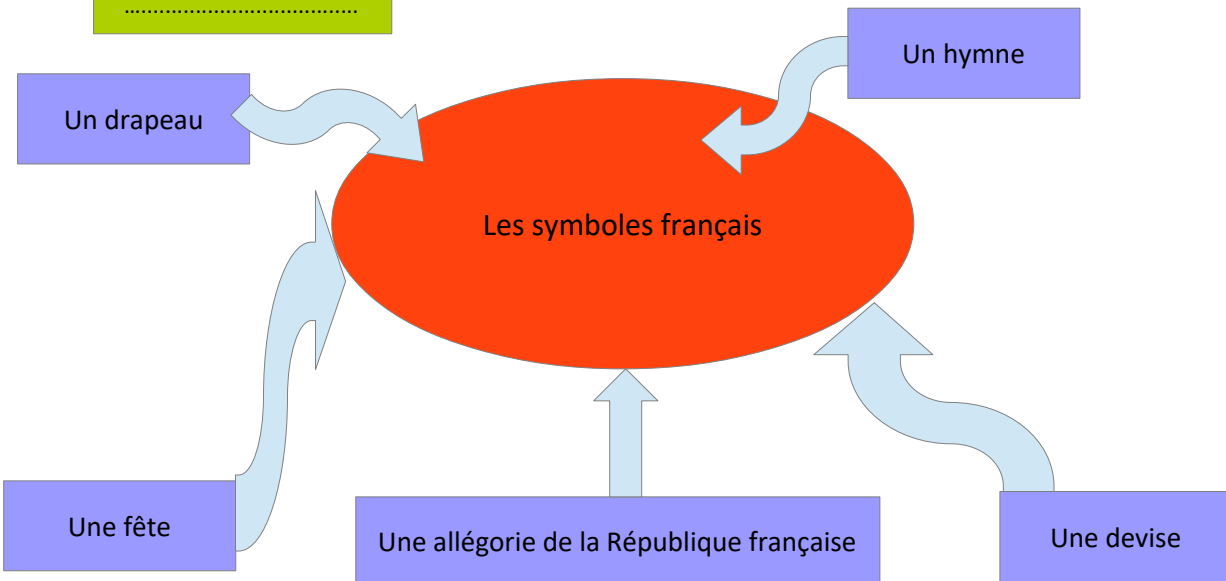 .......................................
Un hymne
Un drapeau
Les symboles français
Une fête
Une allégorie de la République française
Une devise